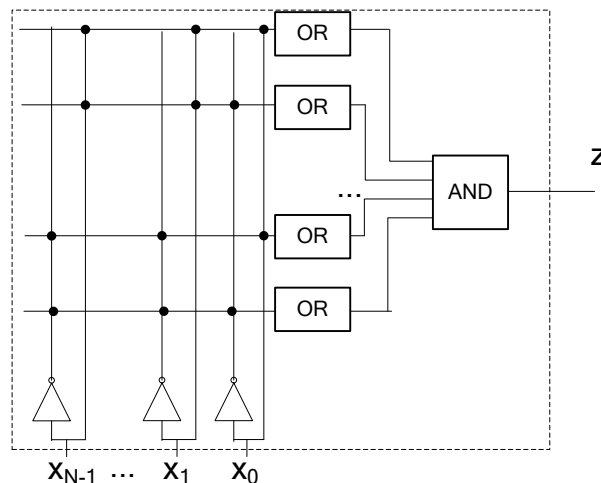 OR
OR
z
...
AND
OR
OR
x_{N-1} ... x_1 x_0